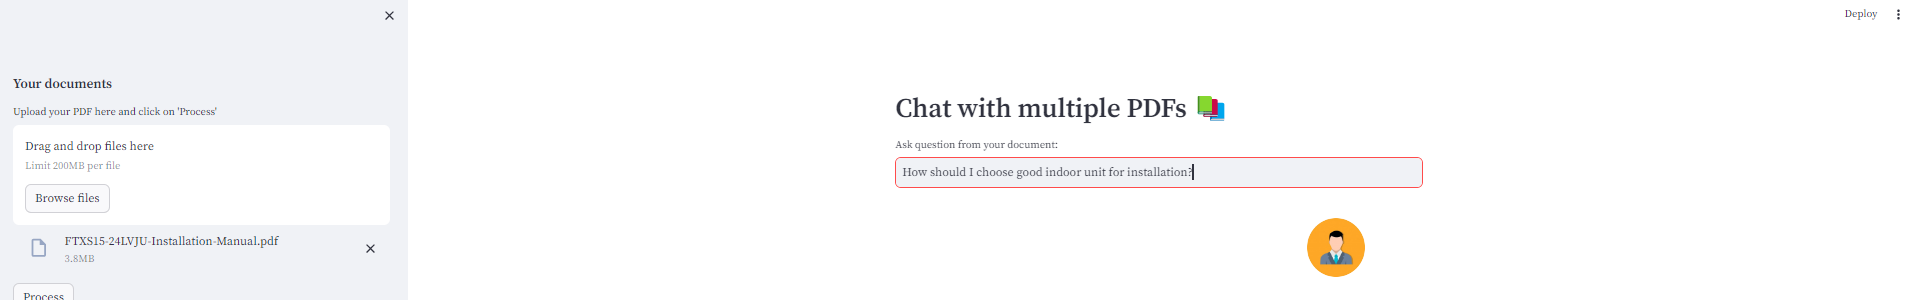 Deploy
Your documents
Upload your PDF here and click on 'Process'
Drag and drop files here
Limit 200MB per file
Browse files
FTXS15-24LVJU-Installation-Manual.pdf
3.8MB
Process
Chat with multiple PDFs
Ask question from your document:
How should I choose good indoor unit for installation?